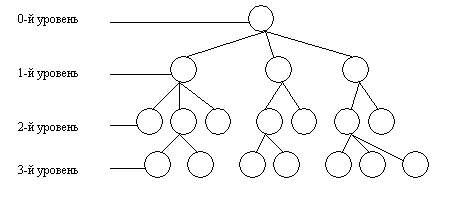 0-й уровень
1-й уровень
2-й уровень
3-й уровень